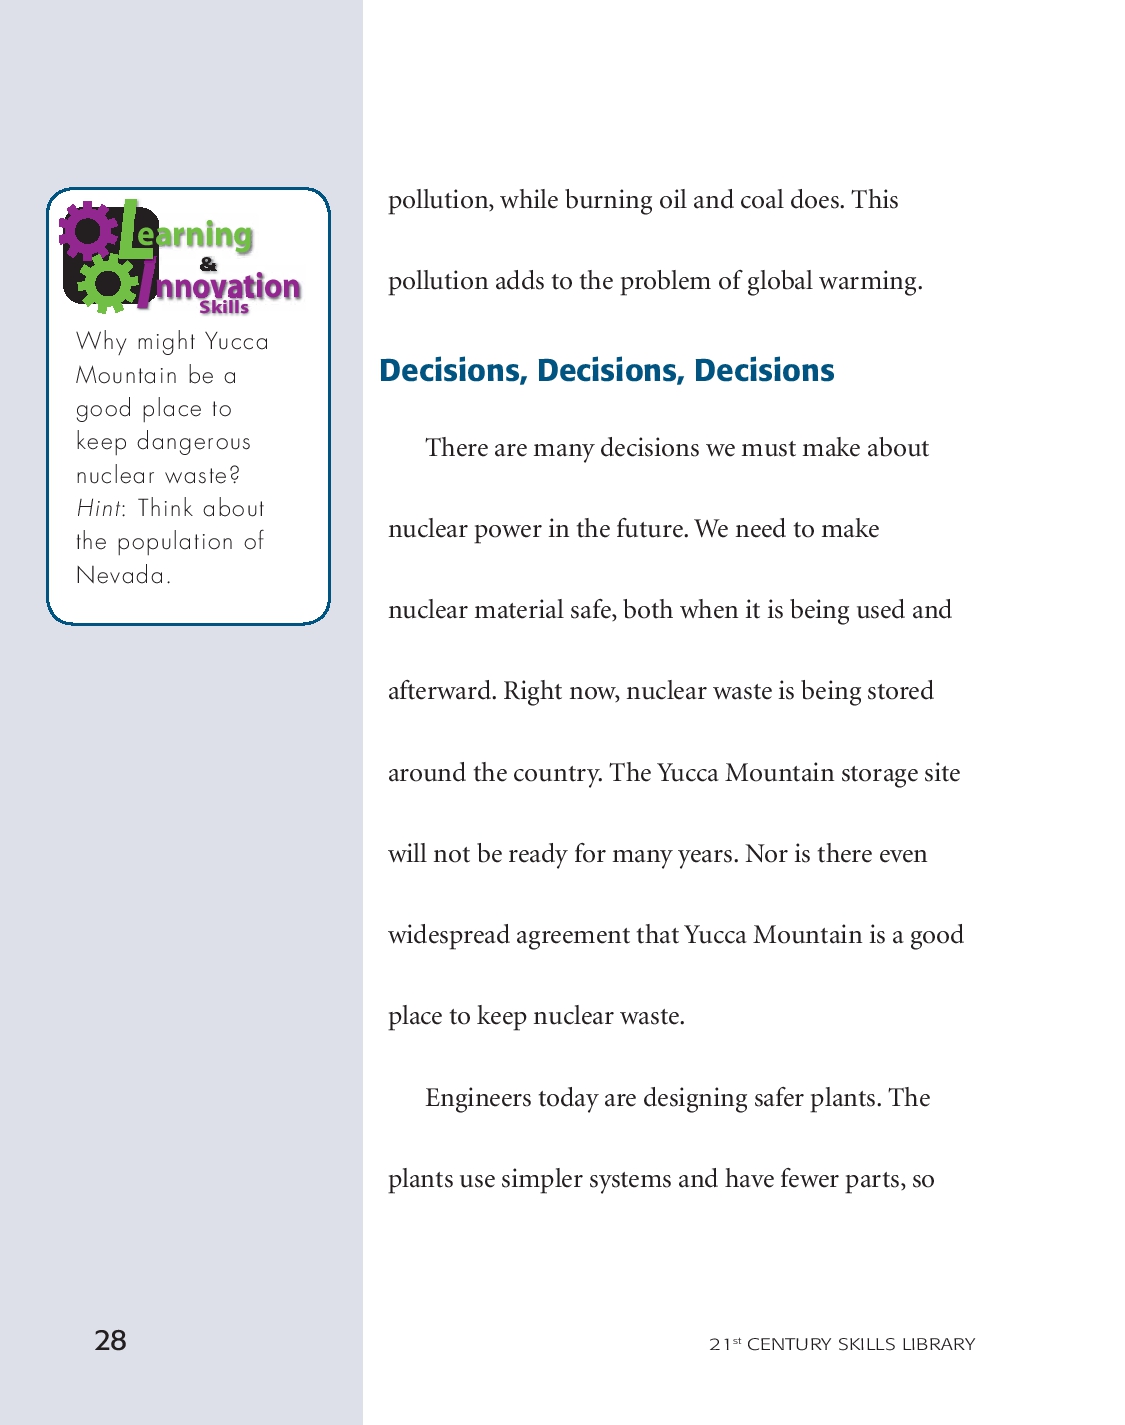 Learning
&
Innovation
Skills
Why might Yucca
Mountain be a
good place to
keep dangerous
nuclear waste?
Hint: Think about
the population of
Nevada.
pollution, while burning oil and coal does. This
pollution adds to the problem of global warming.
Decisions, Decisions, Decisions
There are many decisions we must make about
nuclear power in the future. We need to make
nuclear material safe, both when it is being used and
afterward. Right now, nuclear waste is being stored
around the country. The Yucca Mountain storage site
will not be ready for many years. Nor is there even
widespread agreement that Yucca Mountain is a good
place to keep nuclear waste.
Engineers today are designing safer plants. The
plants use simpler systems and have fewer parts, so
28
21st CENTURY SKILLS LIBRARY